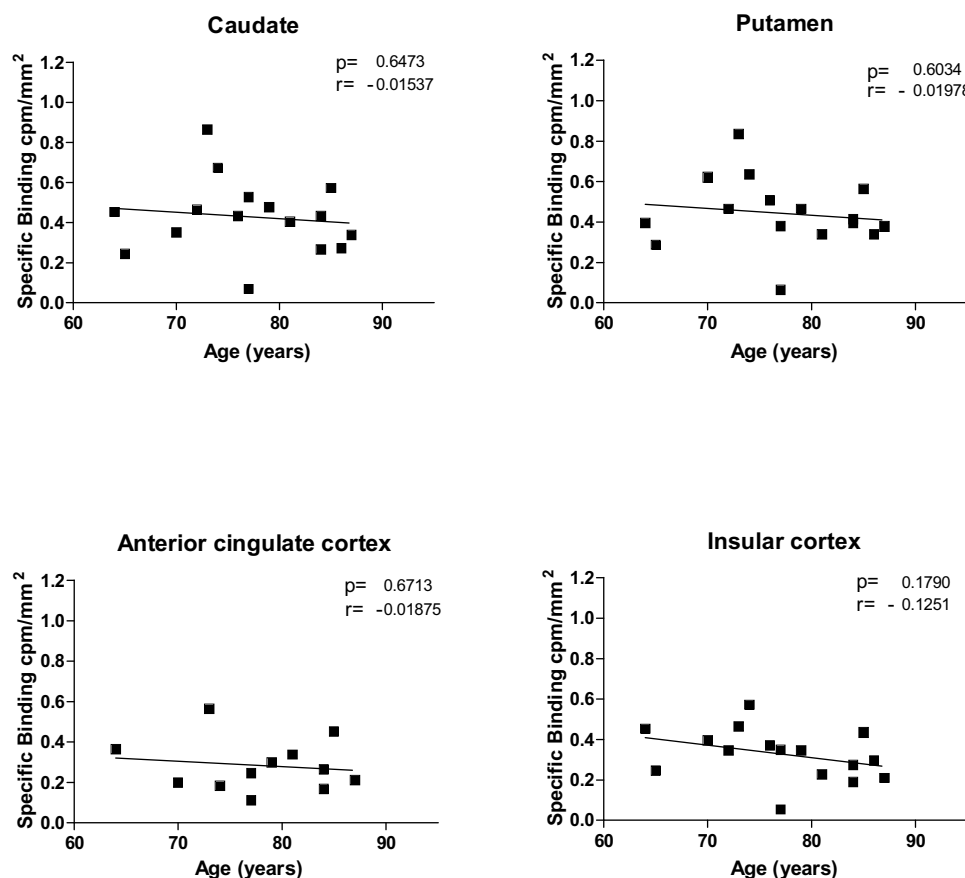 Caudate
p= 0.6473
r= -0.01537
Specific Binding cpm/mm²
1.2
1.0
0.8
0.6
0.4
0.2
0.0
60 70 80 90
Age (years)
Putamen
p= 0.6034
r= - 0.01978
Specific Binding cpm/mm²
1.2
1.0
0.8
0.6
0.4
0.2
0.0
60 70 80 90
Age (years)
Anterior cingulate cortex
p= 0.6713
r= -0.01875
Specific Binding cpm/mm²
1.2
1.0
0.8
0.6
0.4
0.2
0.0
60 70 80 90
Age (years)
Insular cortex
p= 0.1790
r= - 0.1251
Specific Binding cpm/mm²
1.2
1.0
0.8
0.6
0.4
0.2
0.0
60 70 80 90
Age (years)